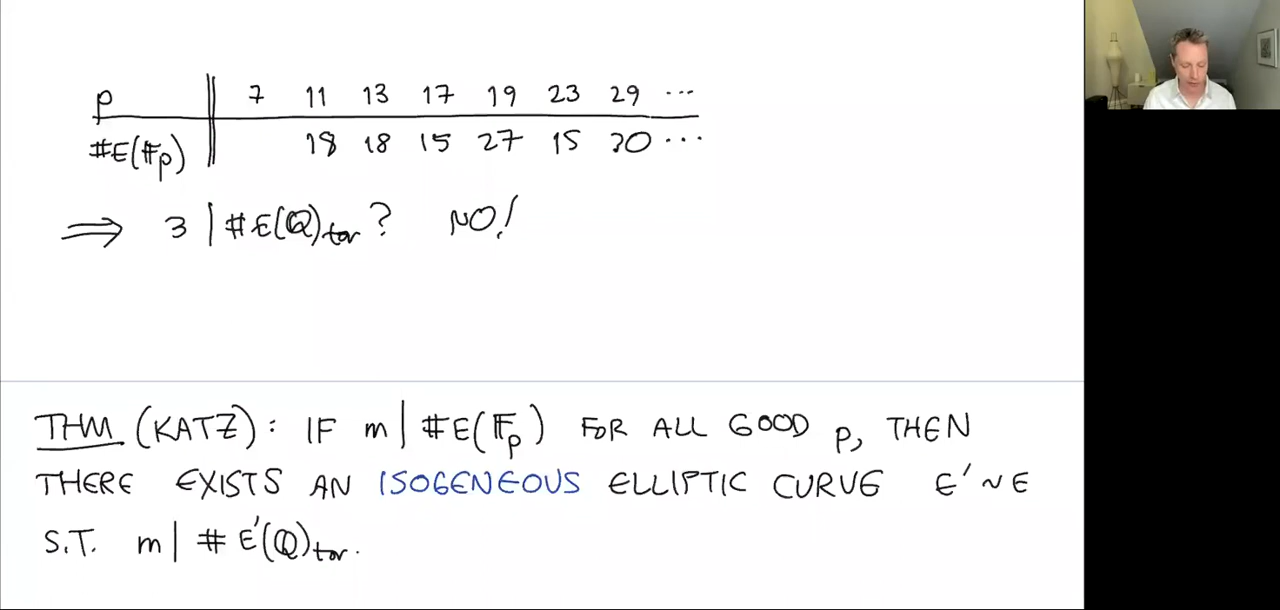 p 7 11 13 17 19 23 29 ...
#E(𝔽p) 18 18 15 27 15 30 ...
⟹ 3 | #E(ℚ)tor ? NO!
THM (KATZ): IF m | #E(𝔽p) FOR ALL GOOD p, THEN
THERE EXISTS AN ISOGENEOUS ELLIPTIC CURVE E' ~ E
S.T. m | # E'(ℚ)tor.